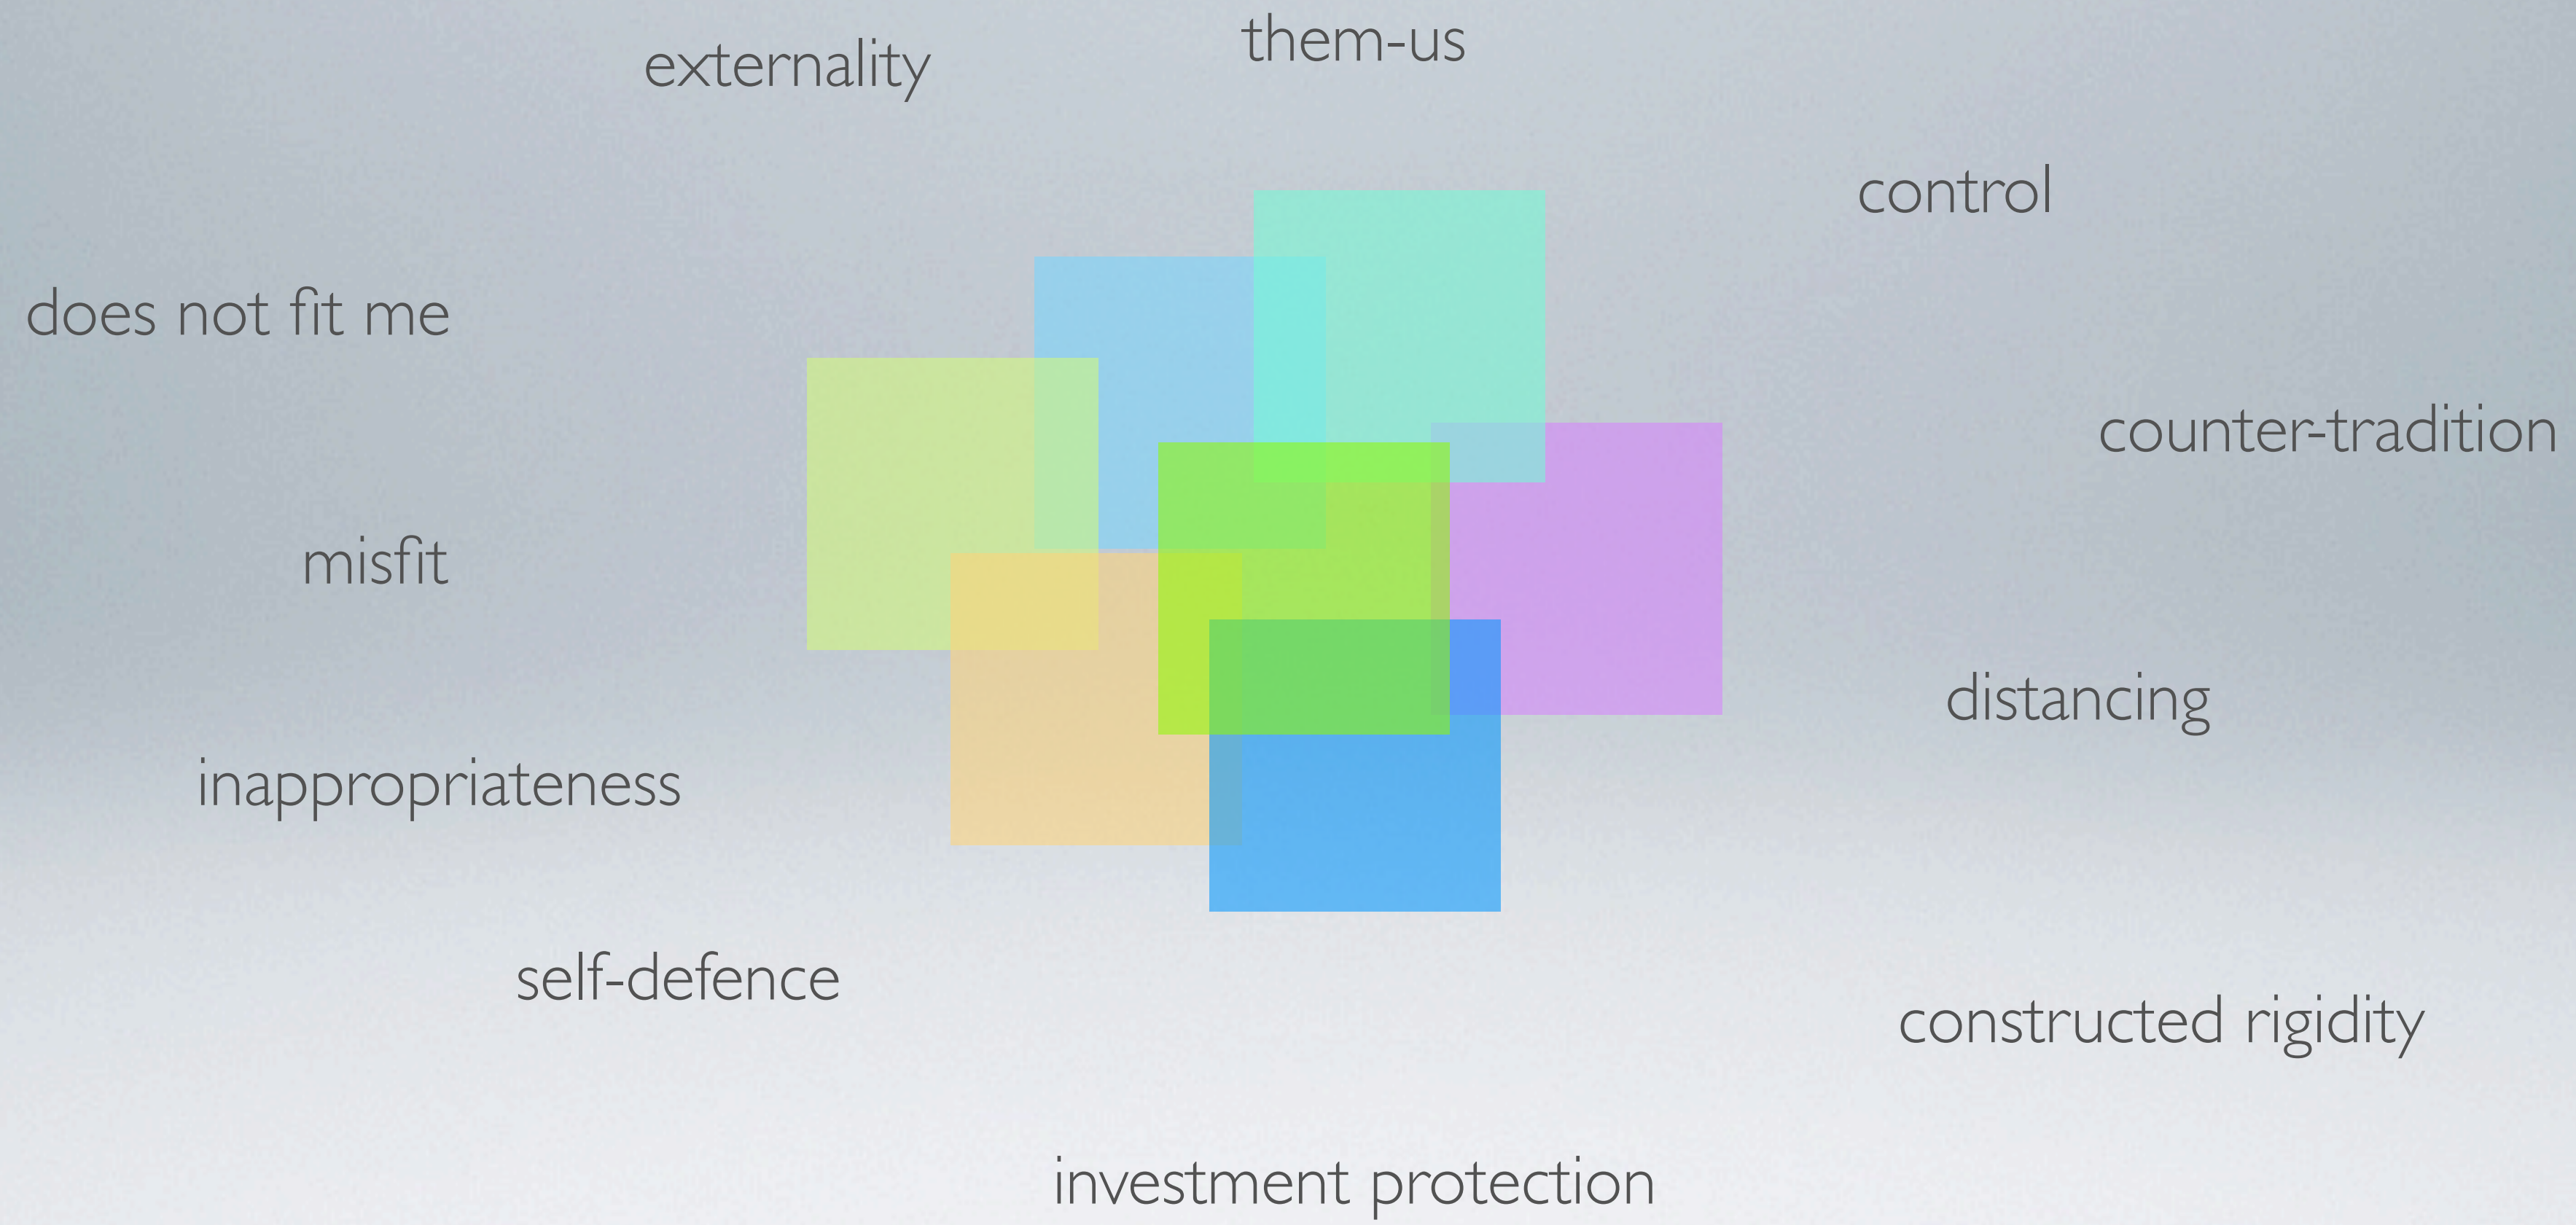 them-us
externality
control
does not fit me
counter-tradition
misfit
distancing
inappropriateness
self-defence
constructed rigidity
investment protection